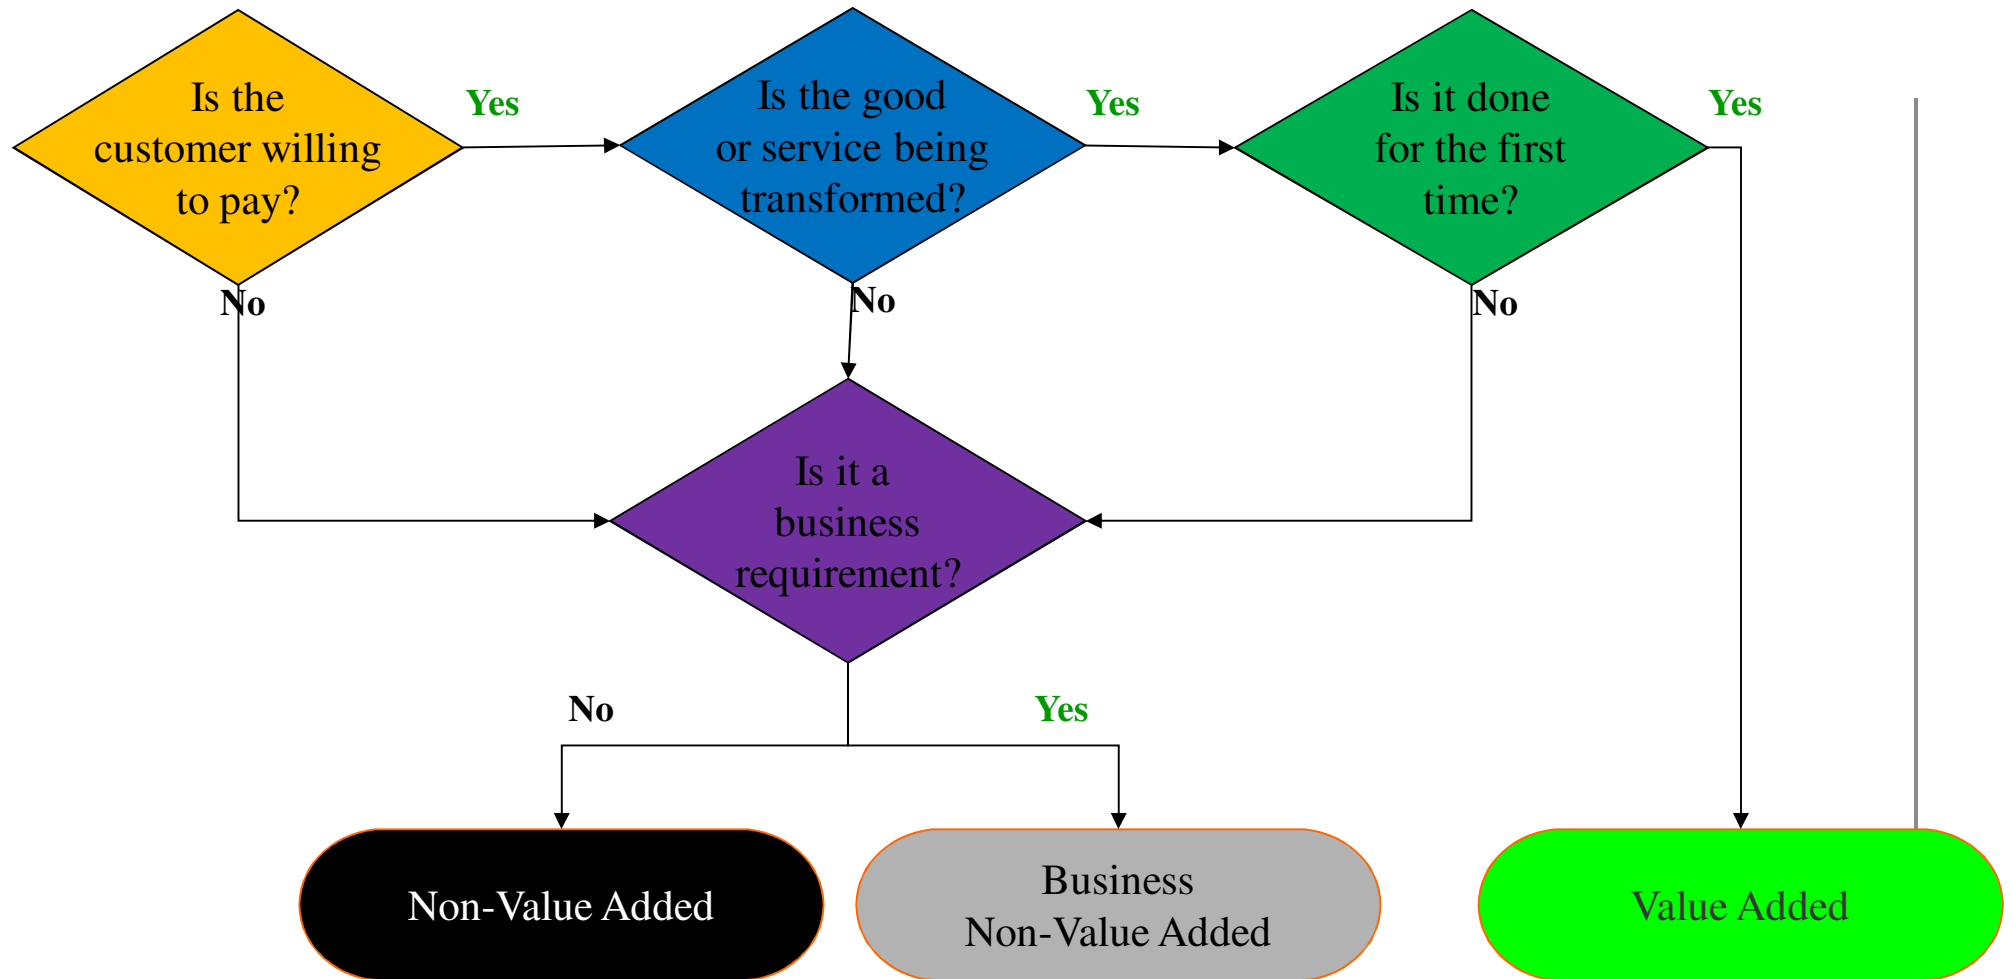 Is the
customer willing
to pay?
Yes
Is the good
or service being
transformed?
Yes
Is it done
for the first
time?
Yes
No
No
No
Is it a
business
requirement?
No
Yes
Non-Value Added
Business
Non-Value Added
Value Added